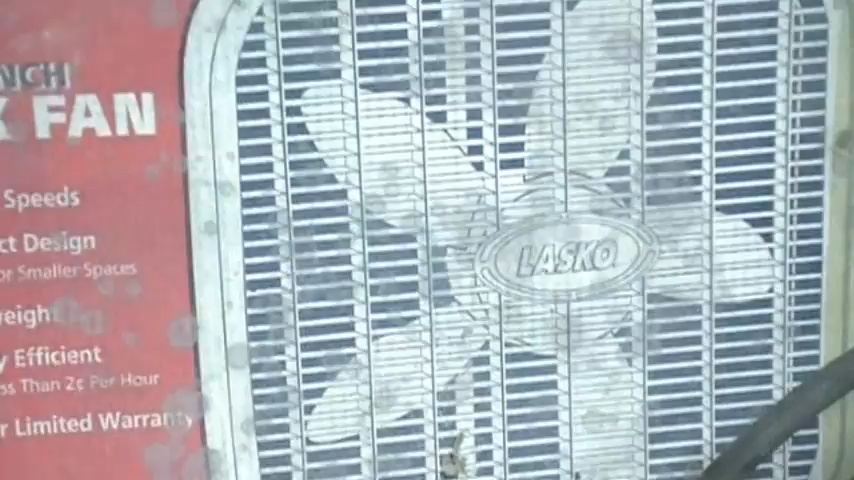 NCH
K FAN
Speeds
ct Design
or Smaller Spaces
eight
y Efficient
ss Than 2¢ Per Hour
r Limited Warranty
LASKO